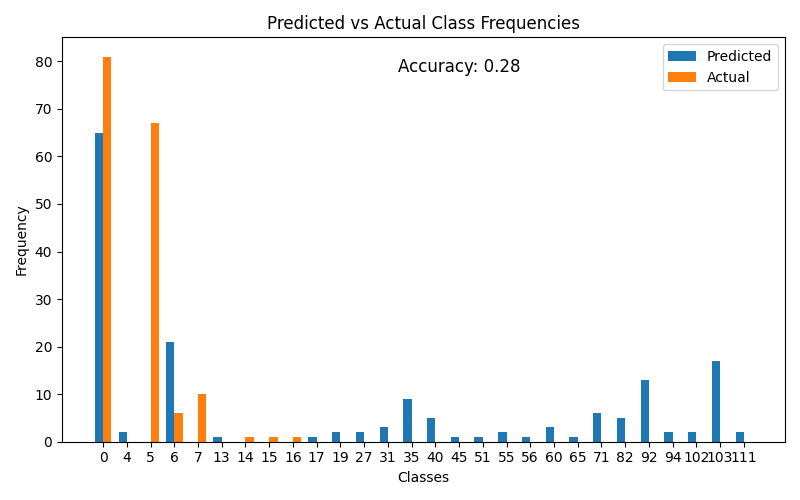 Predicted vs Actual Class Frequencies
Accuracy: 0.28
Predicted
Actual
Frequency
80
70
60
50
40
30
20
10
0
0 4 5 6 7 13 14 15 16 17 19 27 31 35 40 45 51 55 56 60 65 71 82 92 94 102 103 111
Classes